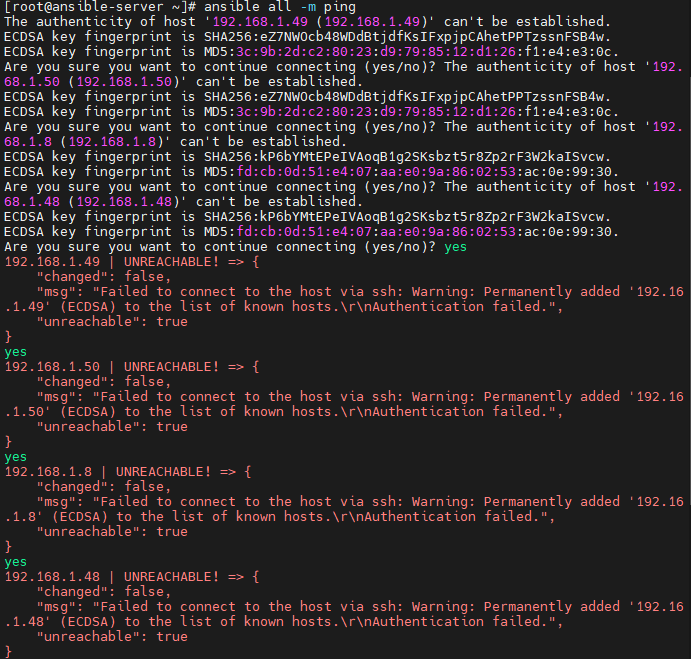 [root@ansible-server ~]# ansible all -m ping
The authenticity of host '192.168.1.49 (192.168.1.49)' can't be established.
ECDSA key fingerprint is SHA256:eZ7NWOcb48WDdBtjdfKsIFxpjpCAhetPPTzssnFSB4w.
ECDSA key fingerprint is MD5:3c:9b:2d:c2:80:23:d9:79:85:12:d1:26:f1:e4:e3:0c.
Are you sure you want to continue connecting (yes/no)? The authenticity of host '192.
68.1.50 (192.168.1.50)' can't be established.
ECDSA key fingerprint is SHA256:eZ7NWOcb48WDdBtjdfKsIFxpjpCAhetPPTzssnFSB4w.
ECDSA key fingerprint is MD5:3c:9b:2d:c2:80:23:d9:79:85:12:d1:26:f1:e4:e3:0c.
Are you sure you want to continue connecting (yes/no)? The authenticity of host '192.
68.1.8 (192.168.1.8)' can't be established.
ECDSA key fingerprint is SHA256:kP6bYMtEPeIVAoqB1g2SKsbzt5r8Zp2rF3W2kaISvcw.
ECDSA key fingerprint is MD5:fd:cb:0d:51:e4:07:aa:e0:9a:86:02:53:ac:0e:99:30.
Are you sure you want to continue connecting (yes/no)? The authenticity of host '192.
68.1.48 (192.168.1.48)' can't be established.
ECDSA key fingerprint is SHA256:kP6bYMtEPeIVAoqB1g2SKsbzt5r8Zp2rF3W2kaISvcw.
ECDSA key fingerprint is MD5:fd:cb:0d:51:e4:07:aa:e0:9a:86:02:53:ac:0e:99:30.
Are you sure you want to continue connecting (yes/no)? yes
192.168.1.49 | UNREACHABLE! => {
    "changed": false,
    "msg": "Failed to connect to the host via ssh: Warning: Permanently added '192.16
.1.49' (ECDSA) to the list of known hosts.\r\nAuthentication failed.",
    "unreachable": true
}
yes
192.168.1.50 | UNREACHABLE! => {
    "changed": false,
    "msg": "Failed to connect to the host via ssh: Warning: Permanently added '192.16
.1.50' (ECDSA) to the list of known hosts.\r\nAuthentication failed.",
    "unreachable": true
}
yes
192.168.1.8 | UNREACHABLE! => {
    "changed": false,
    "msg": "Failed to connect to the host via ssh: Warning: Permanently added '192.16
.1.8' (ECDSA) to the list of known hosts.\r\nAuthentication failed.",
    "unreachable": true
}
yes
192.168.1.48 | UNREACHABLE! => {
    "changed": false,
    "msg": "Failed to connect to the host via ssh: Warning: Permanently added '192.16
.1.48' (ECDSA) to the list of known hosts.\r\nAuthentication failed.",
    "unreachable": true
}